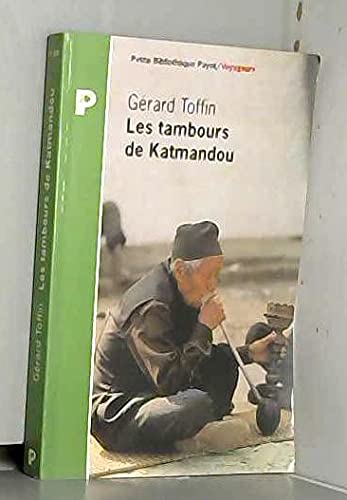 Petite Bibliothèque Payot/Voyageurs
P
Gérard Toffin
Les tambours
de Katmandou
Gérard Toffin Les tambours de Katmandou
P